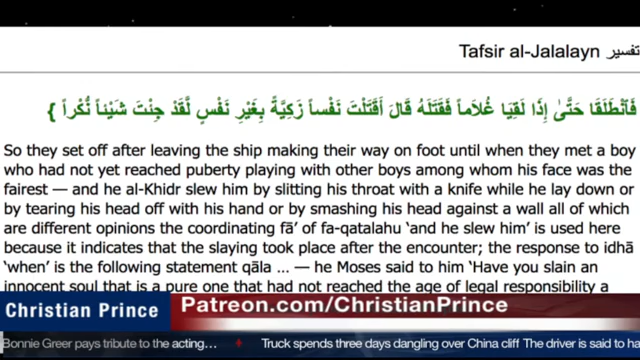 Tafsir al-Jalalayn تفسير
فَٱنْطَلَقَا حَتَّىٰ إِذَا لَقِيَا غُلاَماً فَقَتَلَهُ قَالَ أَقَتَلْتَ نَفْساً زَكِيَّةً بِغَيْرِ نَفْسٍ لَّقَدْ جِئْتَ شَيْئاً نُّكْراً }
So they set off after leaving the ship making their way on foot until when they met a boy
who had not yet reached puberty playing with other boys among whom his face was the
fairest — and he al-Khidr slew him by slitting his throat with a knife while he lay down or
by tearing his head off with his hand or by smashing his head against a wall all of which
are different opinions the coordinating fā' of fa-qatalahu 'and he slew him' is used here
because it indicates that the slaying took place after the encounter; the response to idhā
'when' is the following statement qāla ... — he Moses said to him 'Have you slain an
innocent soul that is a pure one that had not reached the age of legal responsibility a
Christian Prince
Patreon.com/ChristianPrince
Bonnie Greer pays tribute to the acting... + Truck spends three days dangling over China cliff The driver is said to ha